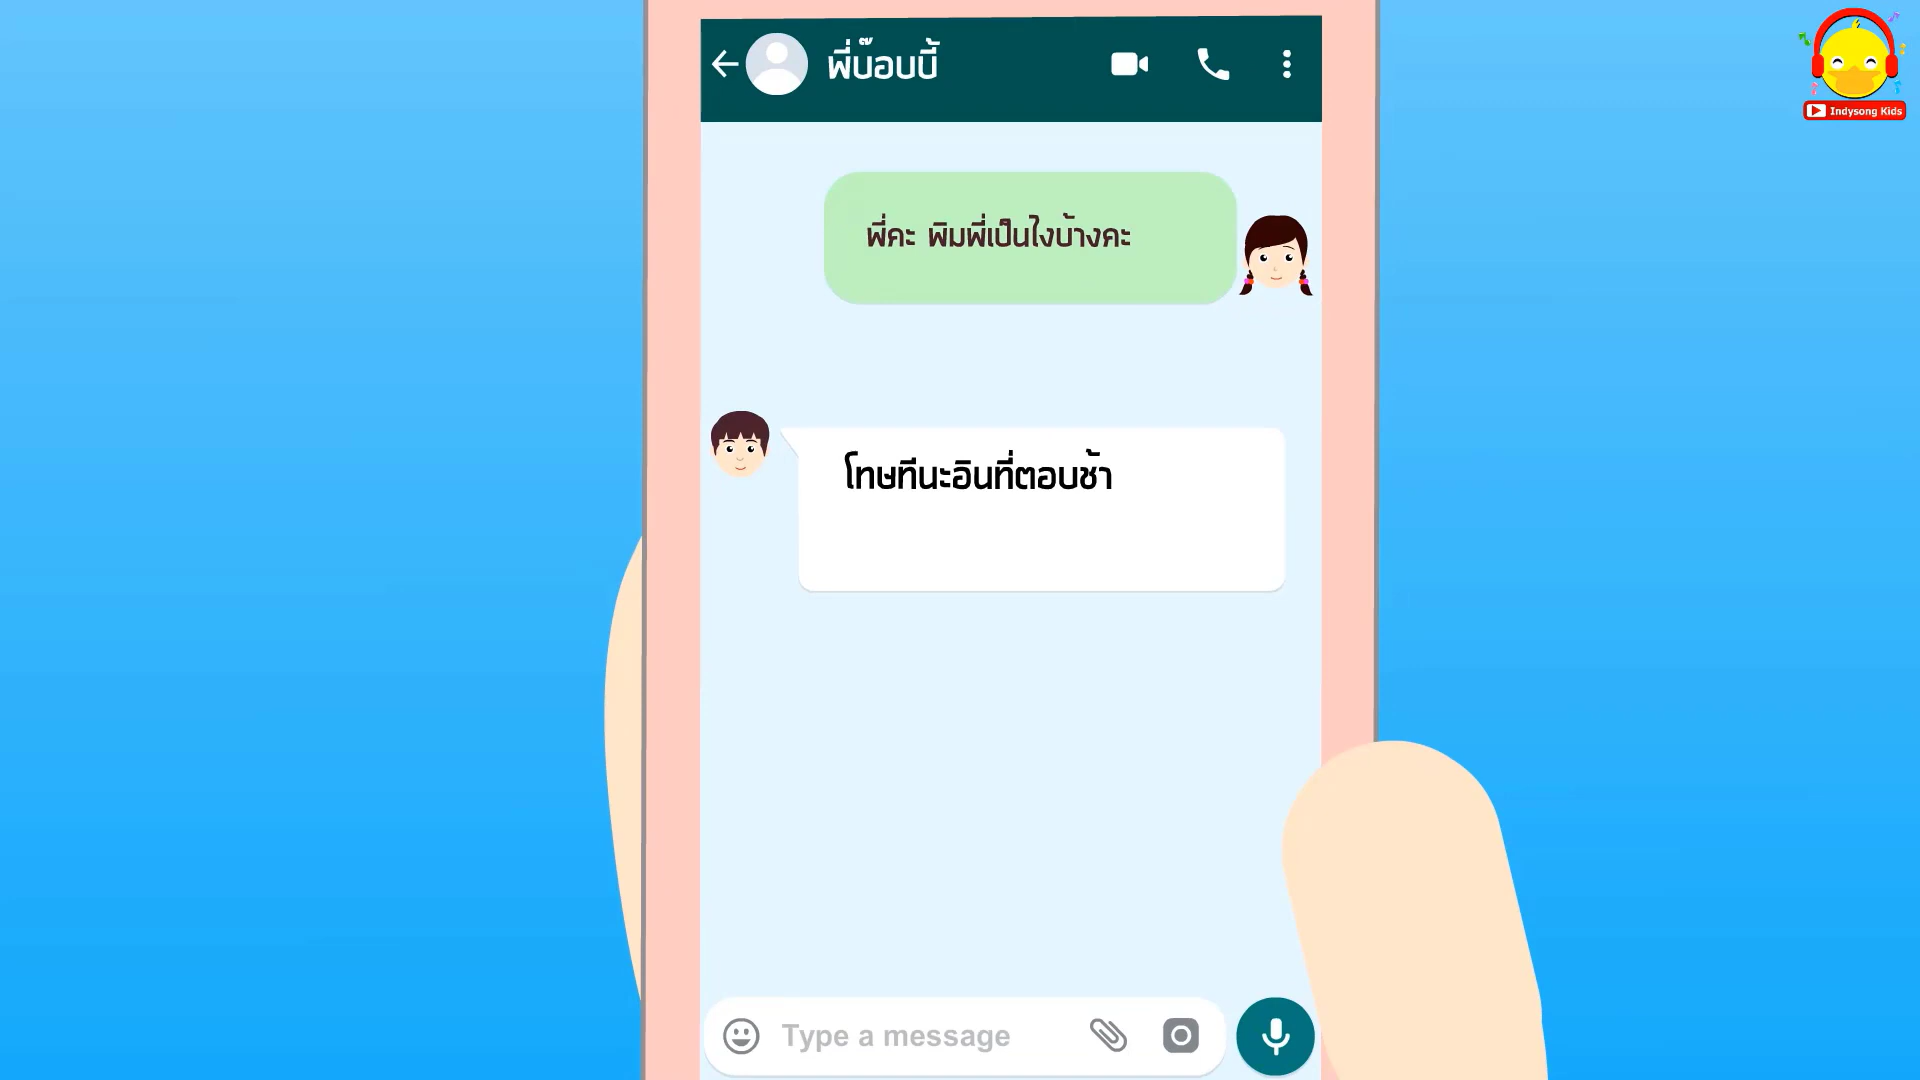 พี่บ๊อบบี้
Indysong Kids
พี่คะ พิมพี่เป็นไงบ้างคะ
โทษทีนะอินที่ตอบช้า
Type a message